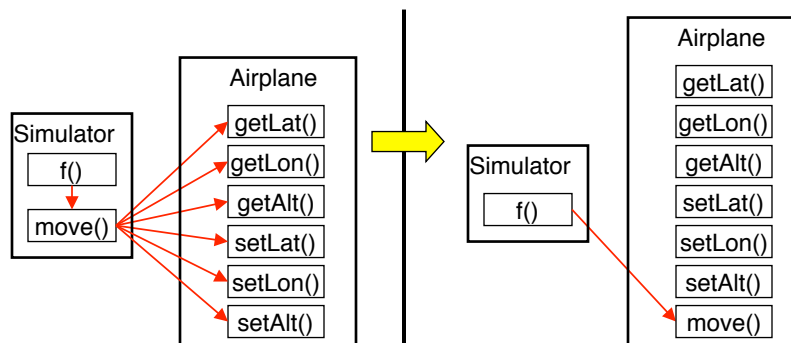 Simulator
f()
move()
Airplane
getLat()
getLon()
getAlt()
setLat()
setLon()
setAlt()
Simulator
f()
Airplane
getLat()
getLon()
getAlt()
setLat()
setLon()
setAlt()
move()